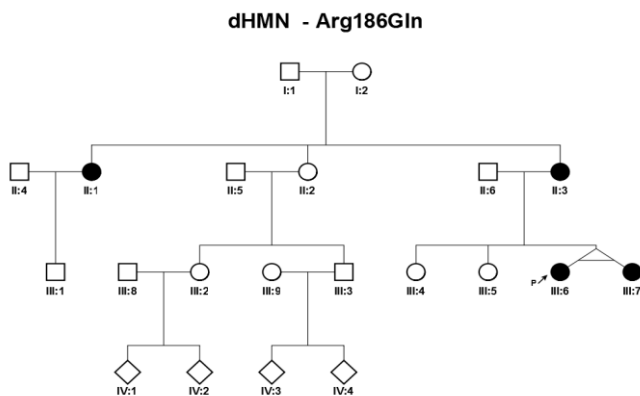 dHMN - Arg186Gln
I:1 I:2
II:4 II:1 II:5 II:2 II:6 II:3
III:1 III:8 III:2 III:9 III:3 III:4 III:5 P III:6 III:7
IV:1 IV:2 IV:3 IV:4